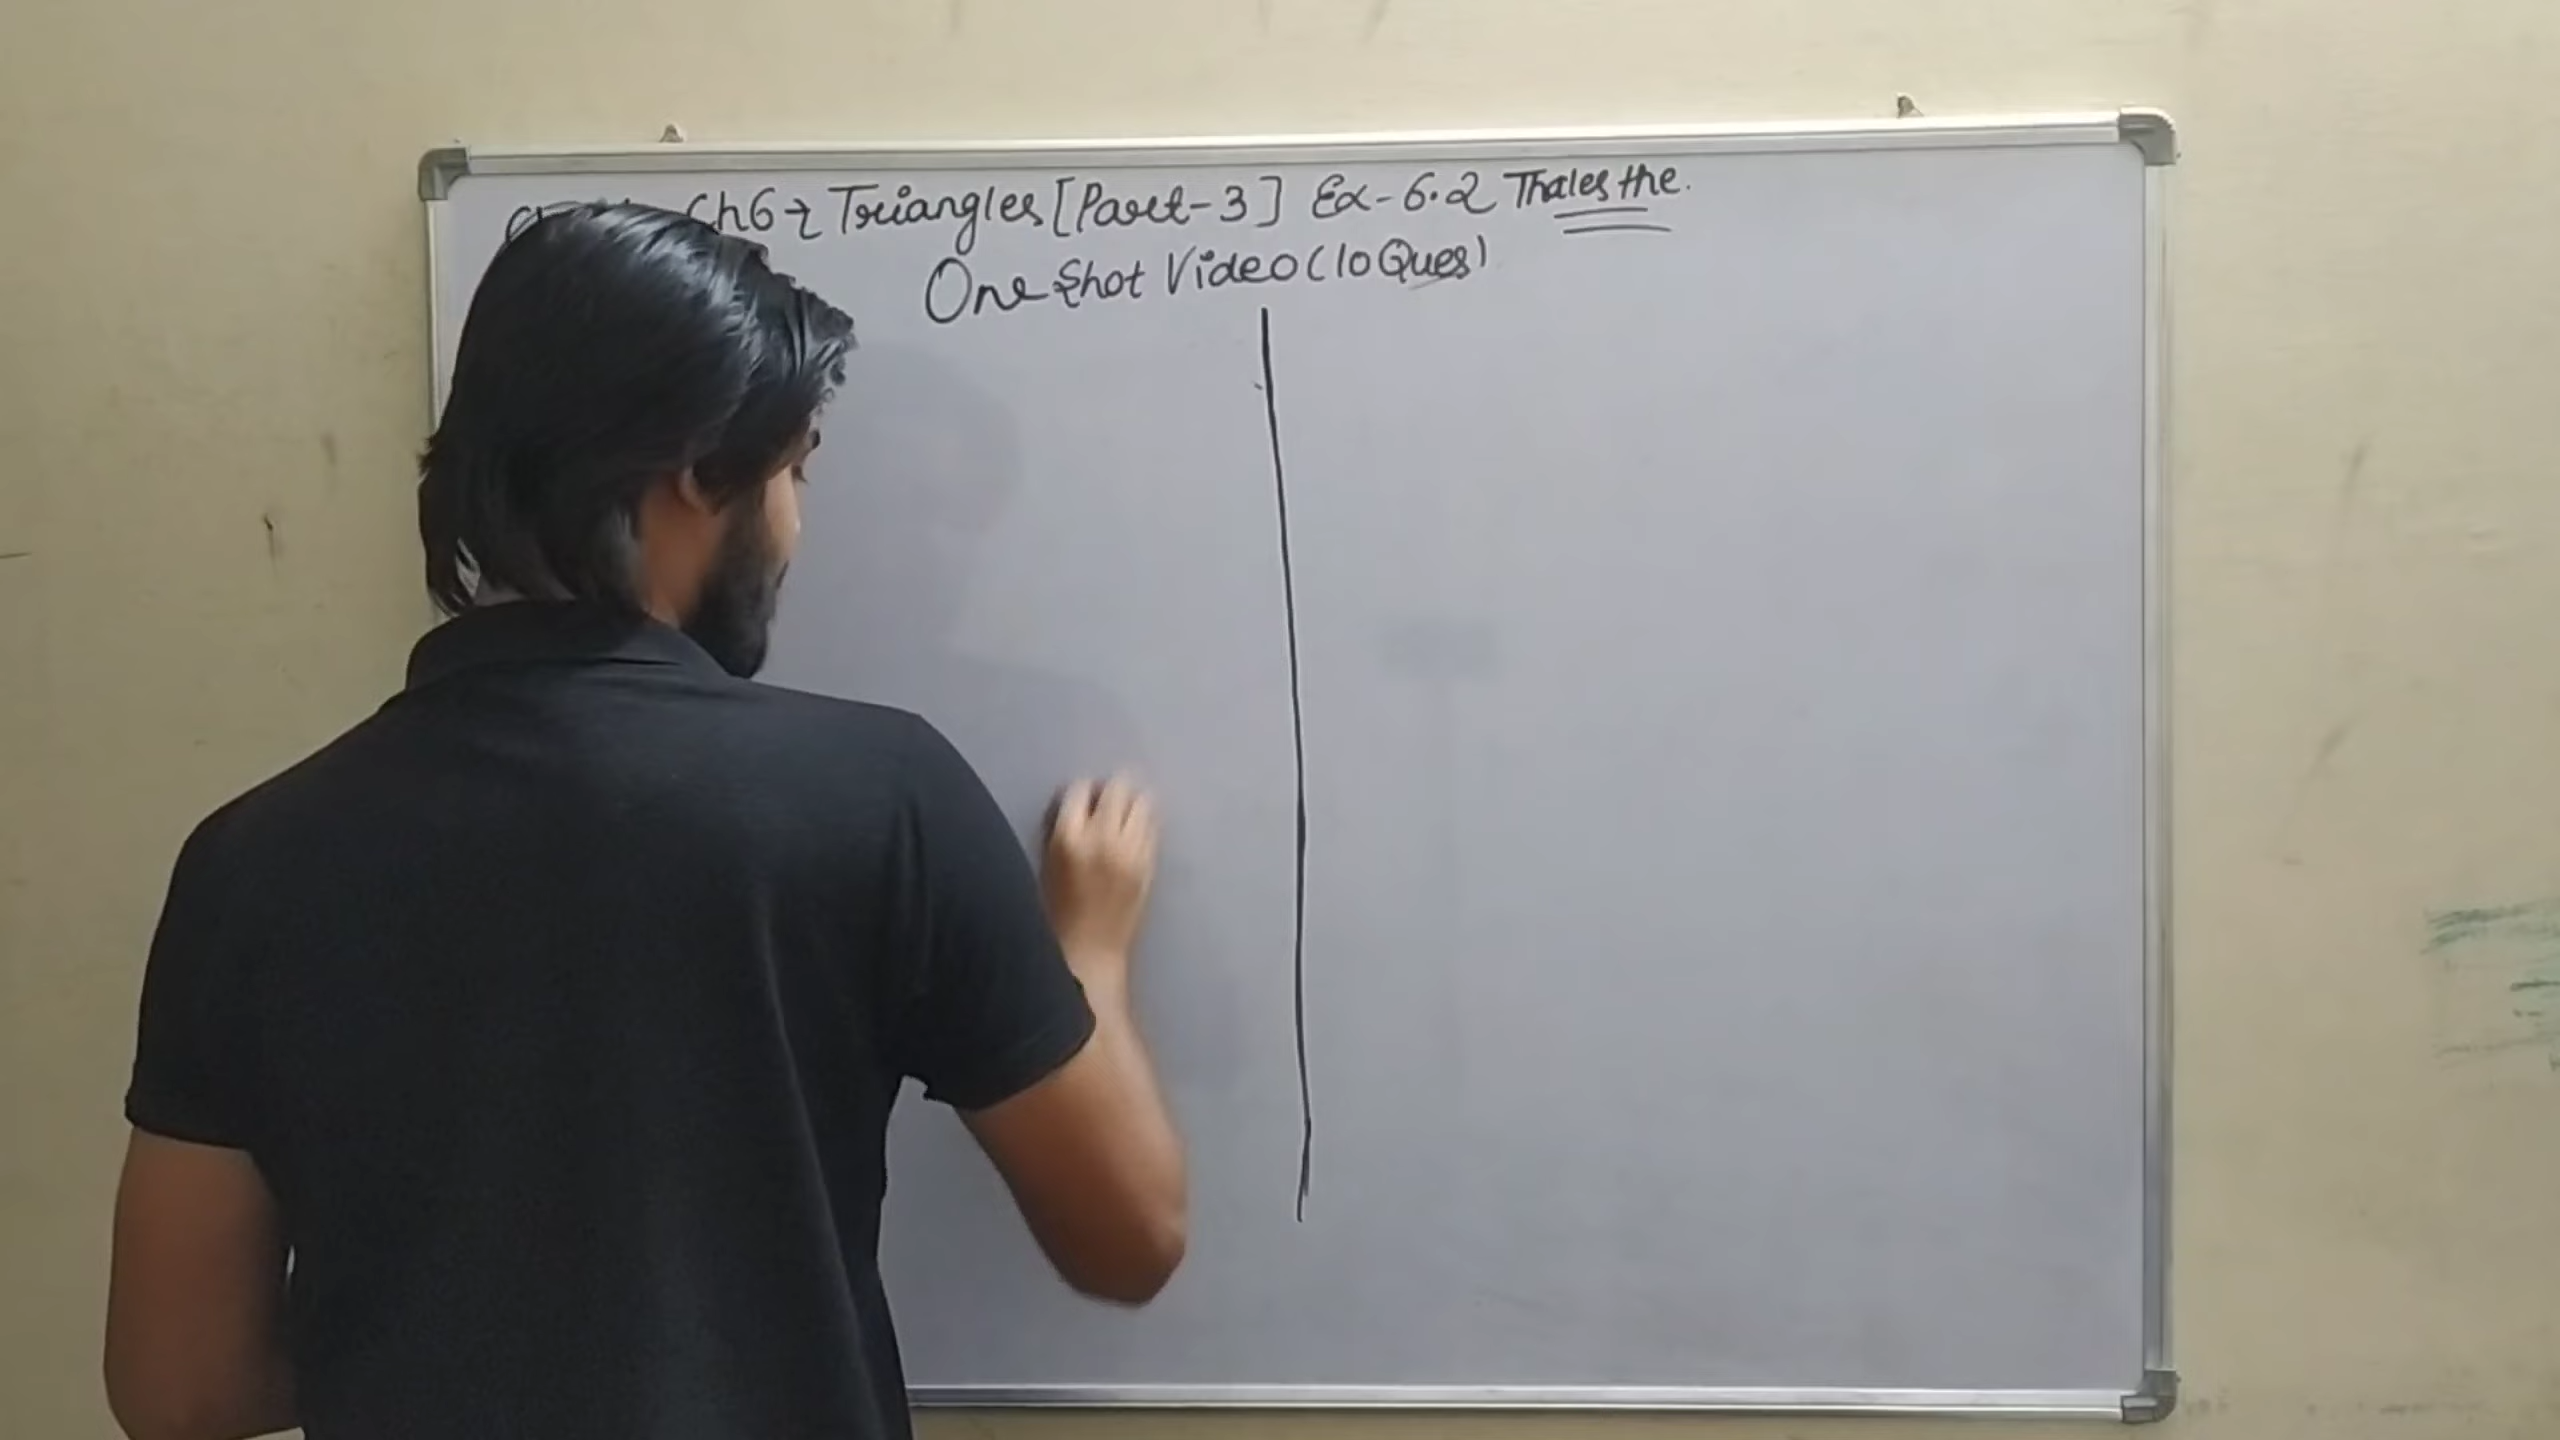 Ch6 → Triangles [Part-3] Ex-6.2 Thales the.
One Shot Video (10 Ques)